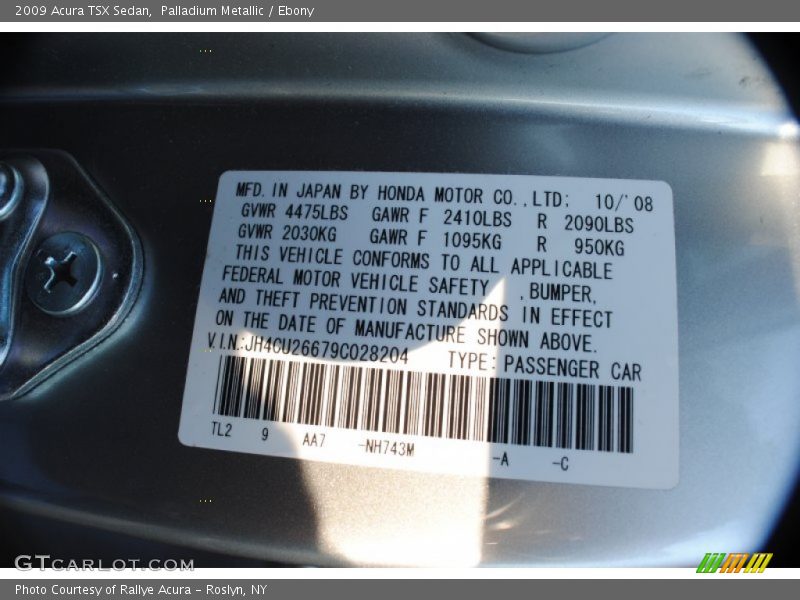 2009 Acura TSX Sedan, Palladium Metallic / Ebony
MFD. IN JAPAN BY HONDA MOTOR CO., LTD; 10/'08
GVWR 4475LBS GAWR F 2410LBS R 2090LBS
GVWR 2030KG GAWR F 1095KG R 950KG
THIS VEHICLE CONFORMS TO ALL APPLICABLE
FEDERAL MOTOR VEHICLE SAFETY , BUMPER,
AND THEFT PREVENTION STANDARDS IN EFFECT
ON THE DATE OF MANUFACTURE SHOWN ABOVE.
V.I.N.:JH4CU26679C028204 TYPE: PASSENGER CAR
TL2 9 AA7 -NH743M -A -C
GTCARLOT.COM
Photo Courtesy of Rallye Acura - Roslyn, NY